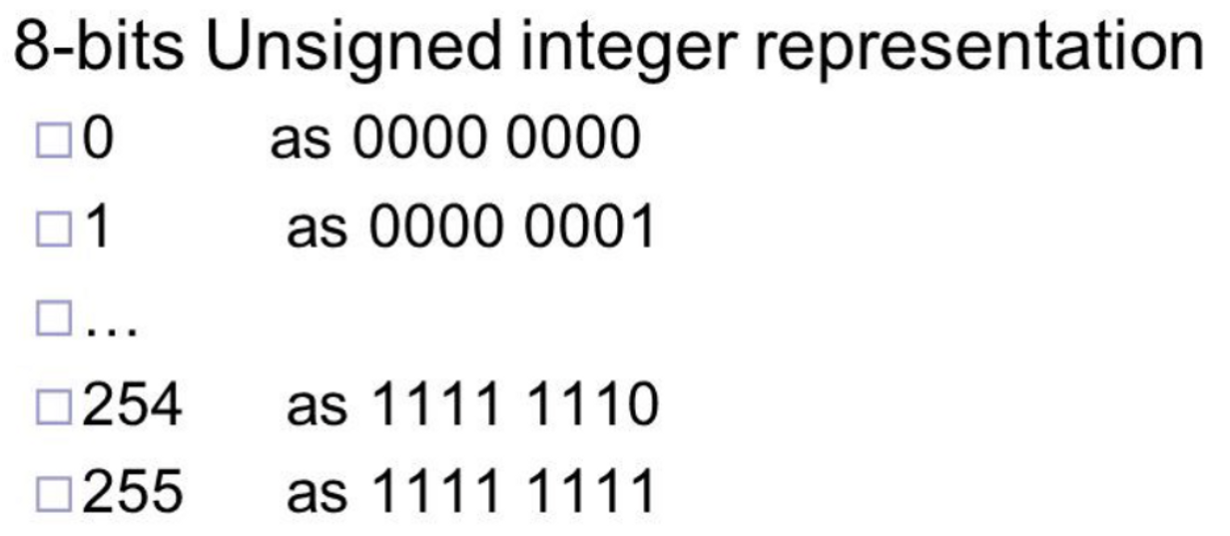 8-bits Unsigned integer representation
0 as 0000 0000
1 as 0000 0001
...
254 as 1111 1110
255 as 1111 1111